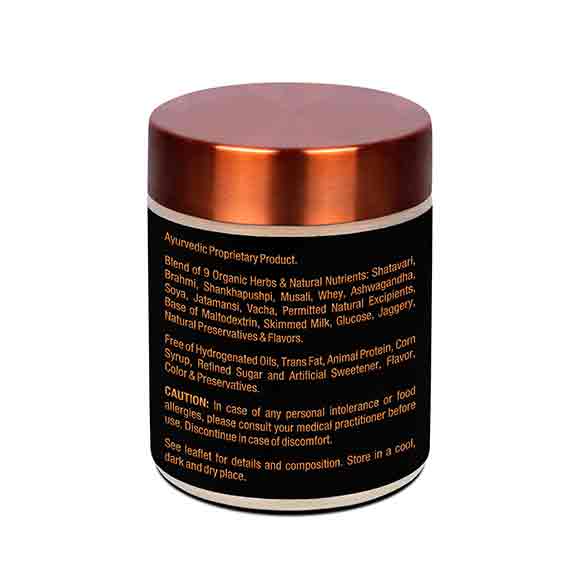 Ayurvedic Proprietary Product.
Blend of 9 Organic Herbs & Natural Nutrients: Shatavari,
Brahmi, Shankhapushpi, Musali, Whey, Ashwagandha,
Soya, Jatamansi, Vacha, Permitted Natural Excipients,
Base of Maltodextrin, Skimmed Milk, Glucose, Jaggery,
Natural Preservatives & Flavors.
Free of Hydrogenated Oils, Trans Fat, Animal Protein, Corn
Syrup, Refined Sugar and Artificial Sweetener, Flavor,
Color & Preservatives.
CAUTION: In case of any personal intolerance or food
allergies, please consult your medical practitioner before
use. Discontinue in case of discomfort.
See leaflet for details and composition. Store in a cool,
dark and dry place.